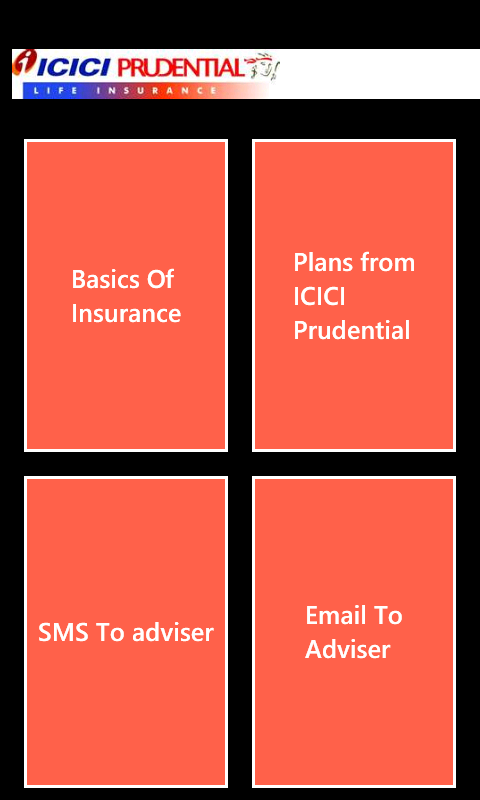 ICICI PRUDENTIAL
LIFE INSURANCE
Basics Of
Insurance
Plans from
ICICI
Prudential
SMS To adviser
Email To
Adviser